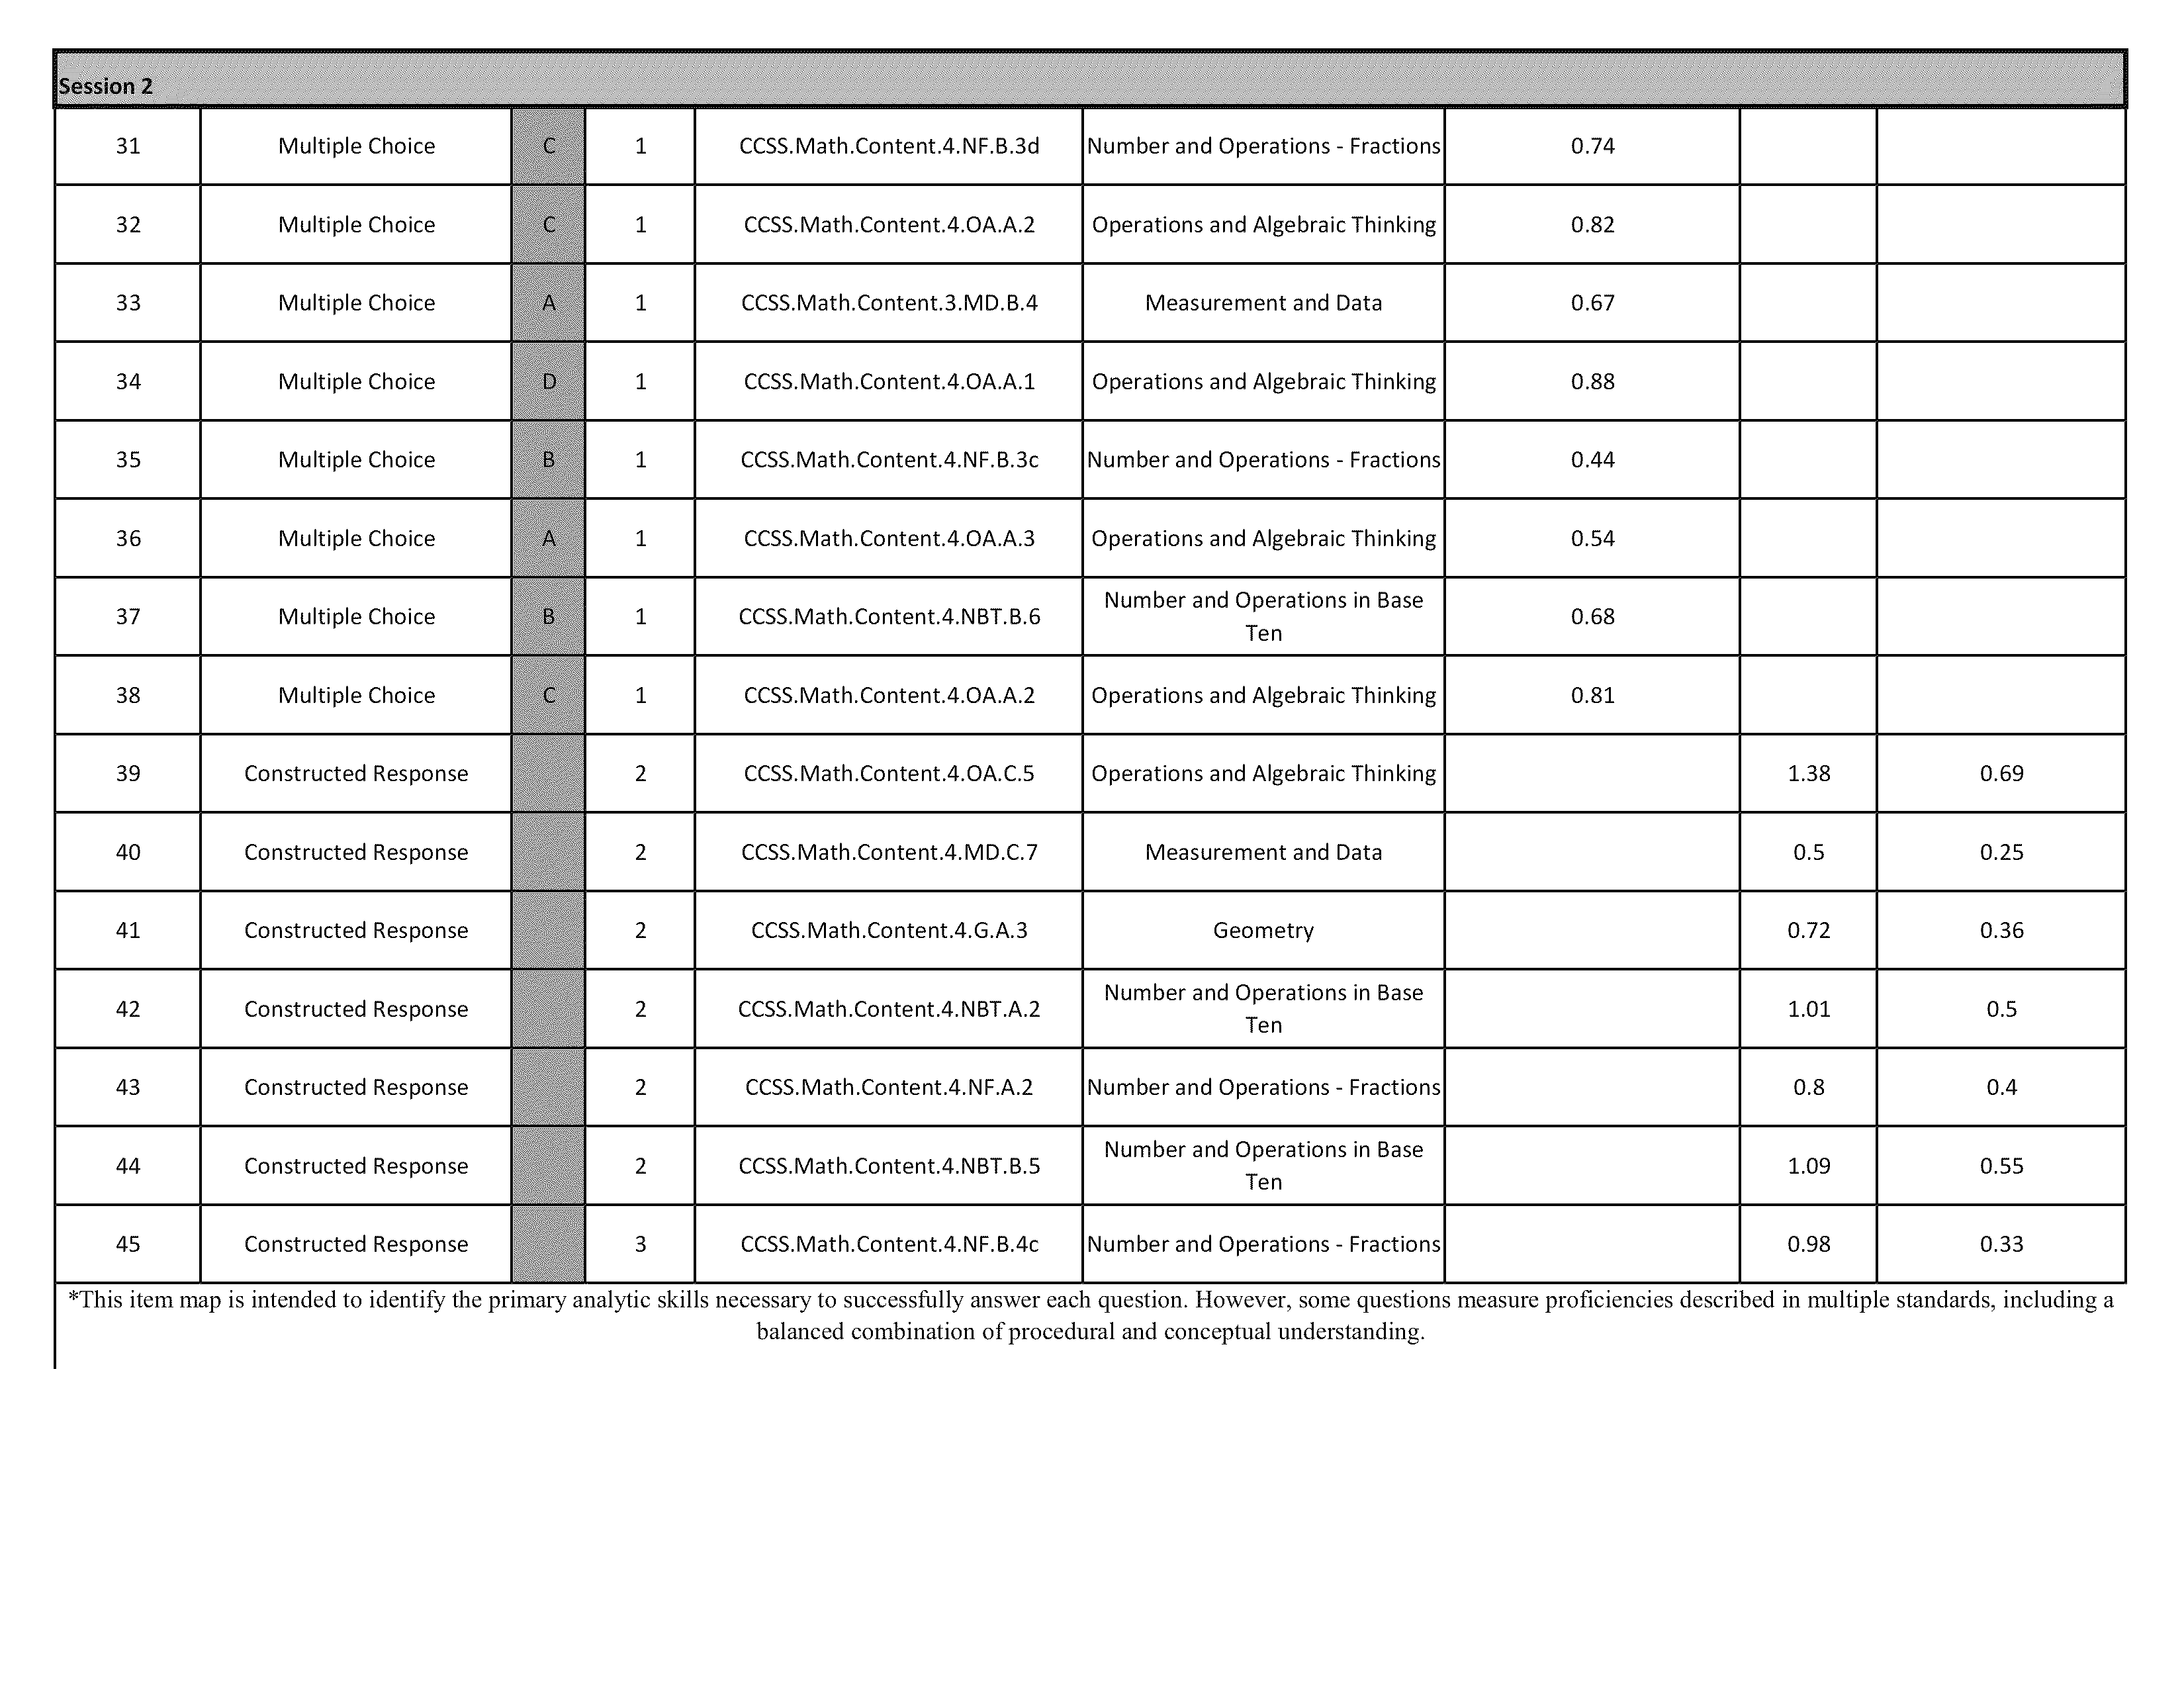 Session 2
31 Multiple Choice C 1 CCSS.Math.Content.4.NF.B.3d Number and Operations - Fractions 0.74
32 Multiple Choice C 1 CCSS.Math.Content.4.OA.A.2 Operations and Algebraic Thinking 0.82
33 Multiple Choice A 1 CCSS.Math.Content.3.MD.B.4 Measurement and Data 0.67
34 Multiple Choice D 1 CCSS.Math.Content.4.OA.A.1 Operations and Algebraic Thinking 0.88
35 Multiple Choice B 1 CCSS.Math.Content.4.NF.B.3c Number and Operations - Fractions 0.44
36 Multiple Choice A 1 CCSS.Math.Content.4.OA.A.3 Operations and Algebraic Thinking 0.54
37 Multiple Choice B 1 CCSS.Math.Content.4.NBT.B.6 Number and Operations in Base
Ten 0.68
38 Multiple Choice C 1 CCSS.Math.Content.4.OA.A.2 Operations and Algebraic Thinking 0.81
39 Constructed Response 2 CCSS.Math.Content.4.OA.C.5 Operations and Algebraic Thinking 1.38 0.69
40 Constructed Response 2 CCSS.Math.Content.4.MD.C.7 Measurement and Data 0.5 0.25
41 Constructed Response 2 CCSS.Math.Content.4.G.A.3 Geometry 0.72 0.36
42 Constructed Response 2 CCSS.Math.Content.4.NBT.A.2 Number and Operations in Base
Ten 1.01 0.5
43 Constructed Response 2 CCSS.Math.Content.4.NF.A.2 Number and Operations - Fractions 0.8 0.4
44 Constructed Response 2 CCSS.Math.Content.4.NBT.B.5 Number and Operations in Base
Ten 1.09 0.55
45 Constructed Response 3 CCSS.Math.Content.4.NF.B.4c Number and Operations - Fractions 0.98 0.33
*This item map is intended to identify the primary analytic skills necessary to successfully answer each question. However, some questions measure proficiencies described in multiple standards, including a
balanced combination of procedural and conceptual understanding.